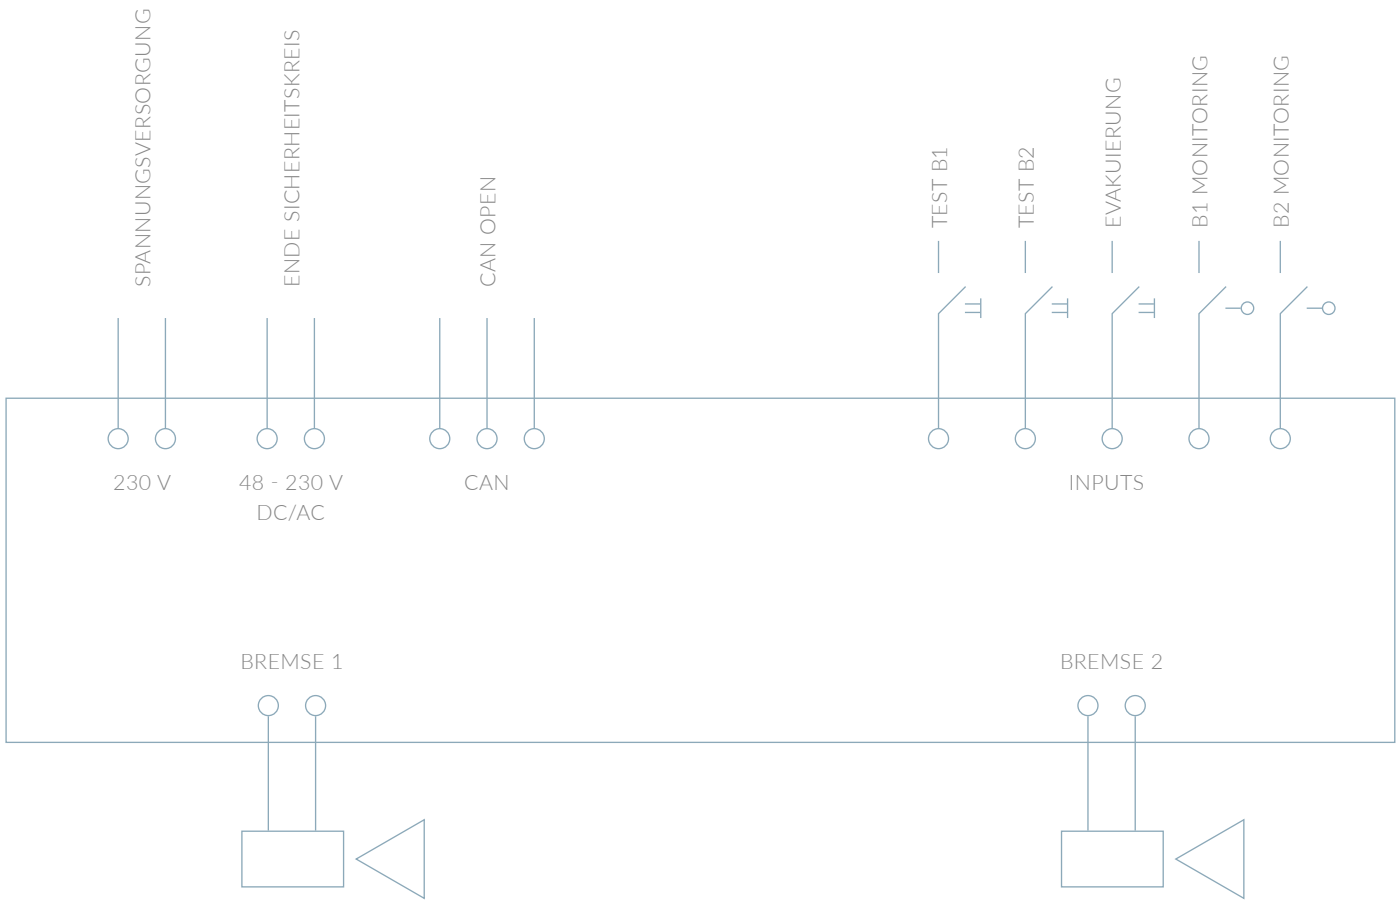 SPANNUNGSVERSORGUNG
ENDE SICHERHEITSKREIS
CAN OPEN
TEST B1
TEST B2
EVAKUIERUNG
B1 MONITORING
B2 MONITORING
230 V
48 - 230 V
DC/AC
CAN
INPUTS
BREMSE 1
BREMSE 2